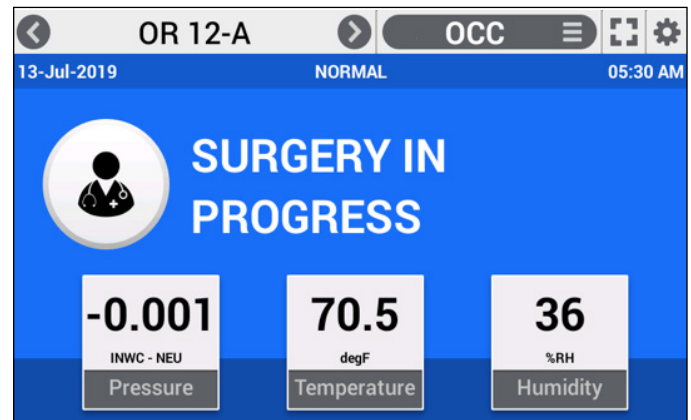 OR 12-A OCC
13-Jul-2019 NORMAL 05:30 AM
SURGERY IN
PROGRESS
-0.001 70.5 36
INWC - NEU degF %RH
Pressure Temperature Humidity